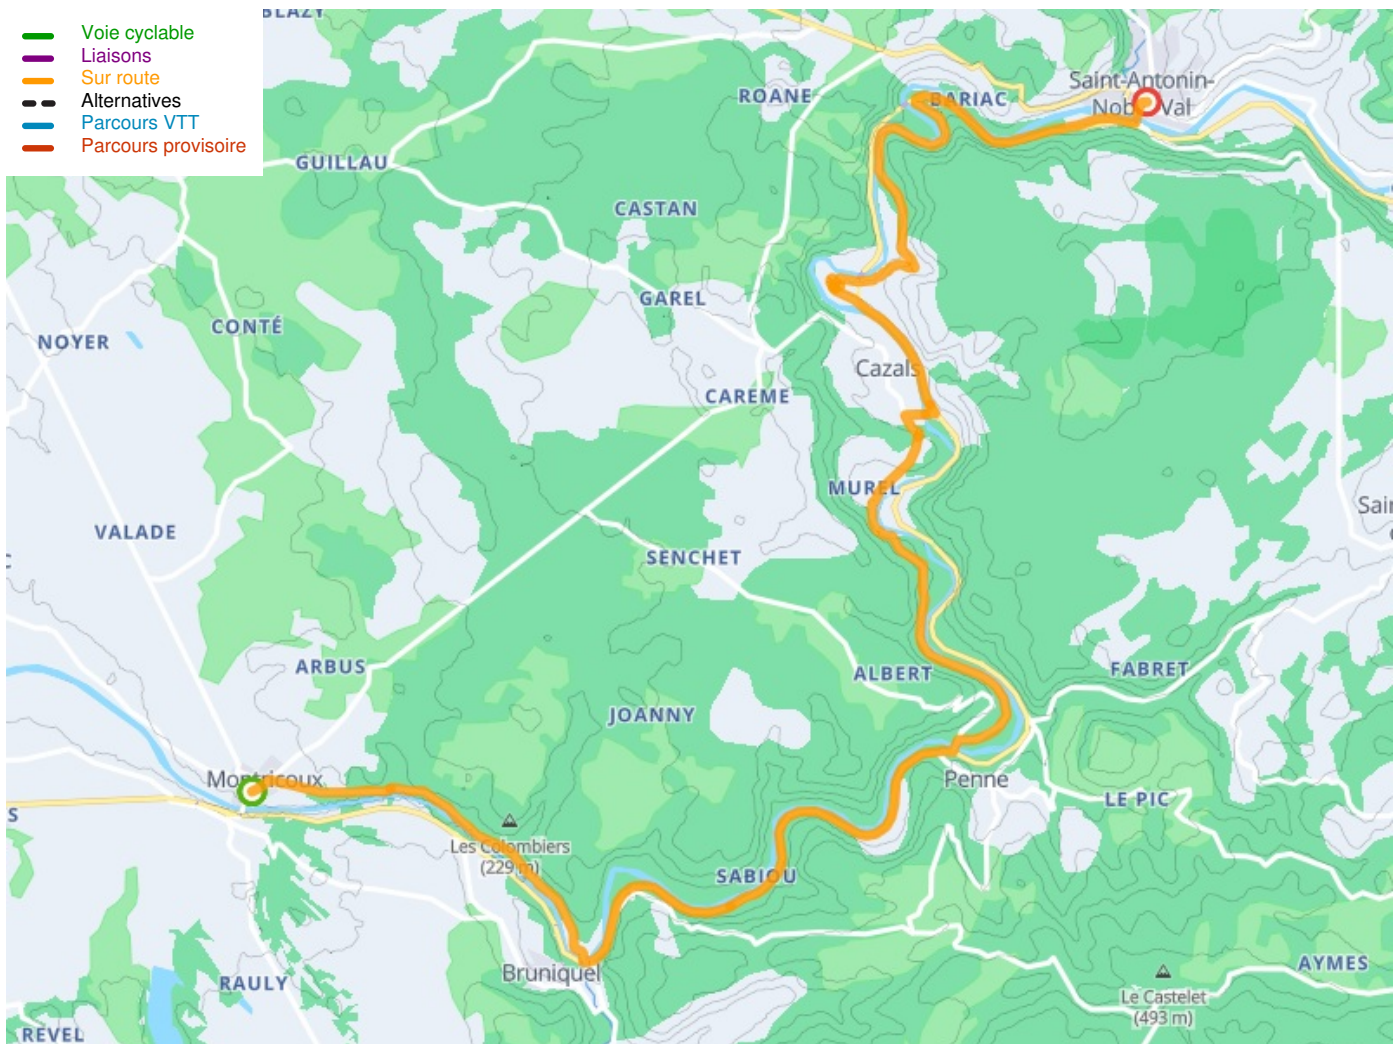 BLAZY
Voie cyclable
Liaisons
Sur route
Alternatives
Parcours VTT
Parcours provisoire
ROANE
BARIAC
Saint-Antonin-
Noble-Val
GUILLAU
CASTAN
GAREL
CONTÉ
NOYER
Cazals
CAREME
MUREL
VALADE
SENCHET
ARBUS
ALBERT
FABRET
JOANNY
Montricoux
Penne
LE PIC
Les Colombiers
(229 m)
SABIOU
Bruniquel
RAULY
AYMES
Le Castelet
(493 m)
REVEL